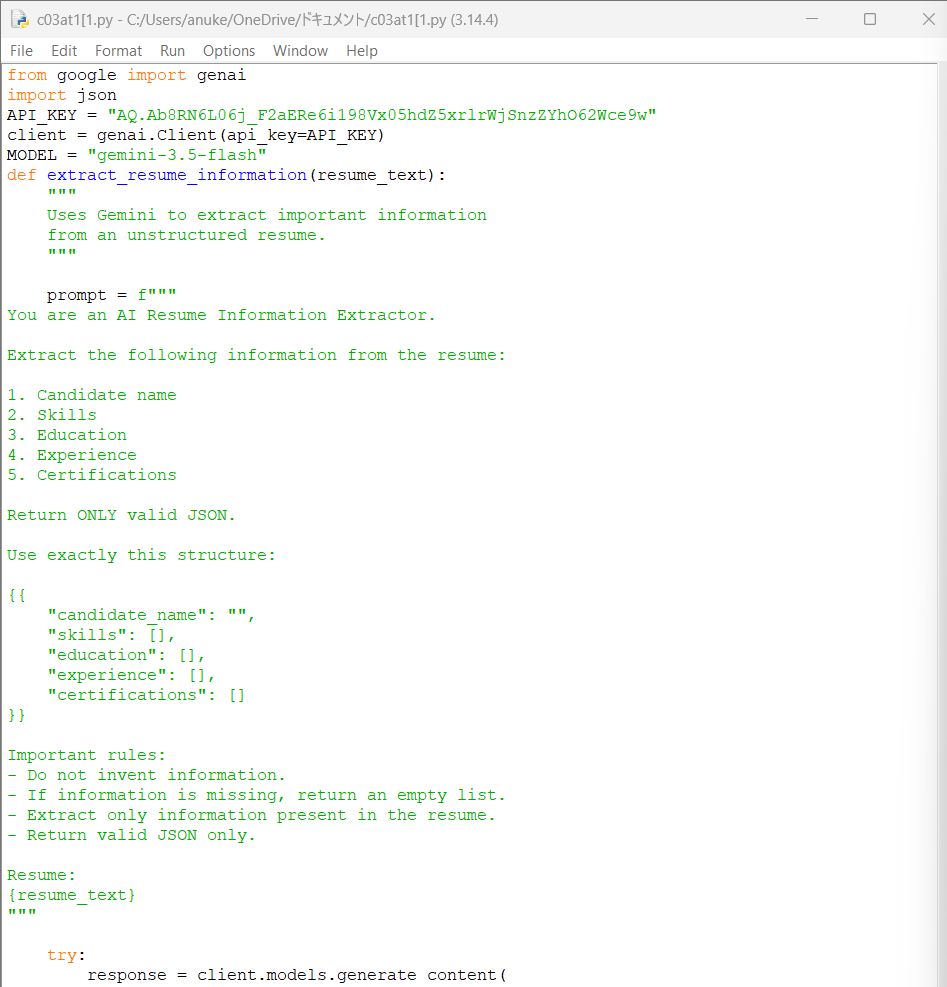 c03at1[1.py - C:/Users/anuke/OneDrive/ドキュメント/c03at1[1.py (3.14.4)
File Edit Format Run Options Window Help
from google import genai
import json
API_KEY = "AQ.Ab8RN6L06j_F2aERe6i198Vx05hdZ5xrlrWjSnzZYhO62Wce9w"
client = genai.Client(api_key=API_KEY)
MODEL = "gemini-3.5-flash"
def extract_resume_information(resume_text):
    """
    Uses Gemini to extract important information
    from an unstructured resume.
    """

    prompt = f"""
You are an AI Resume Information Extractor.

Extract the following information from the resume:

1. Candidate name
2. Skills
3. Education
4. Experience
5. Certifications

Return ONLY valid JSON.

Use exactly this structure:

{{
    "candidate_name": "",
    "skills": [],
    "education": [],
    "experience": [],
    "certifications": []
}}

Important rules:
- Do not invent information.
- If information is missing, return an empty list.
- Extract only information present in the resume.
- Return valid JSON only.

Resume:
{resume_text}
"""

    try:
        response = client.models.generate_content(